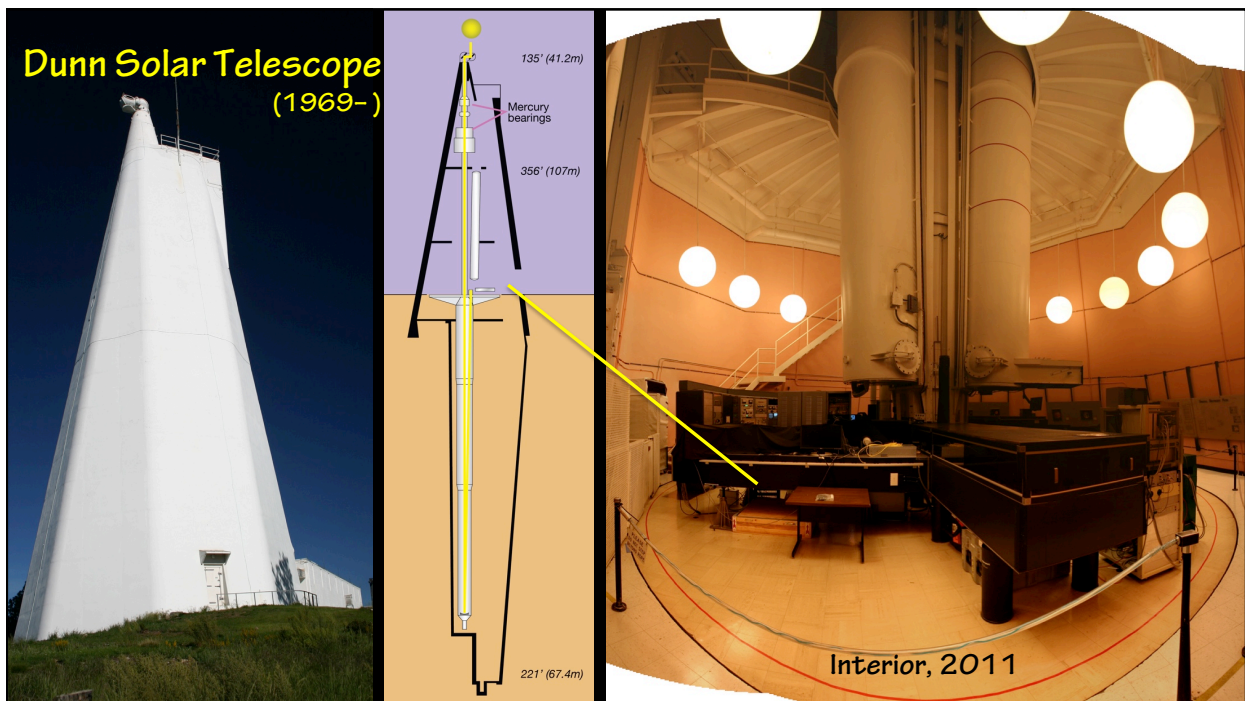 Dunn Solar Telescope
(1969-)
135' (41.2m)
Mercury
bearings
356' (107m)
221' (67.4m)
Interior, 2011